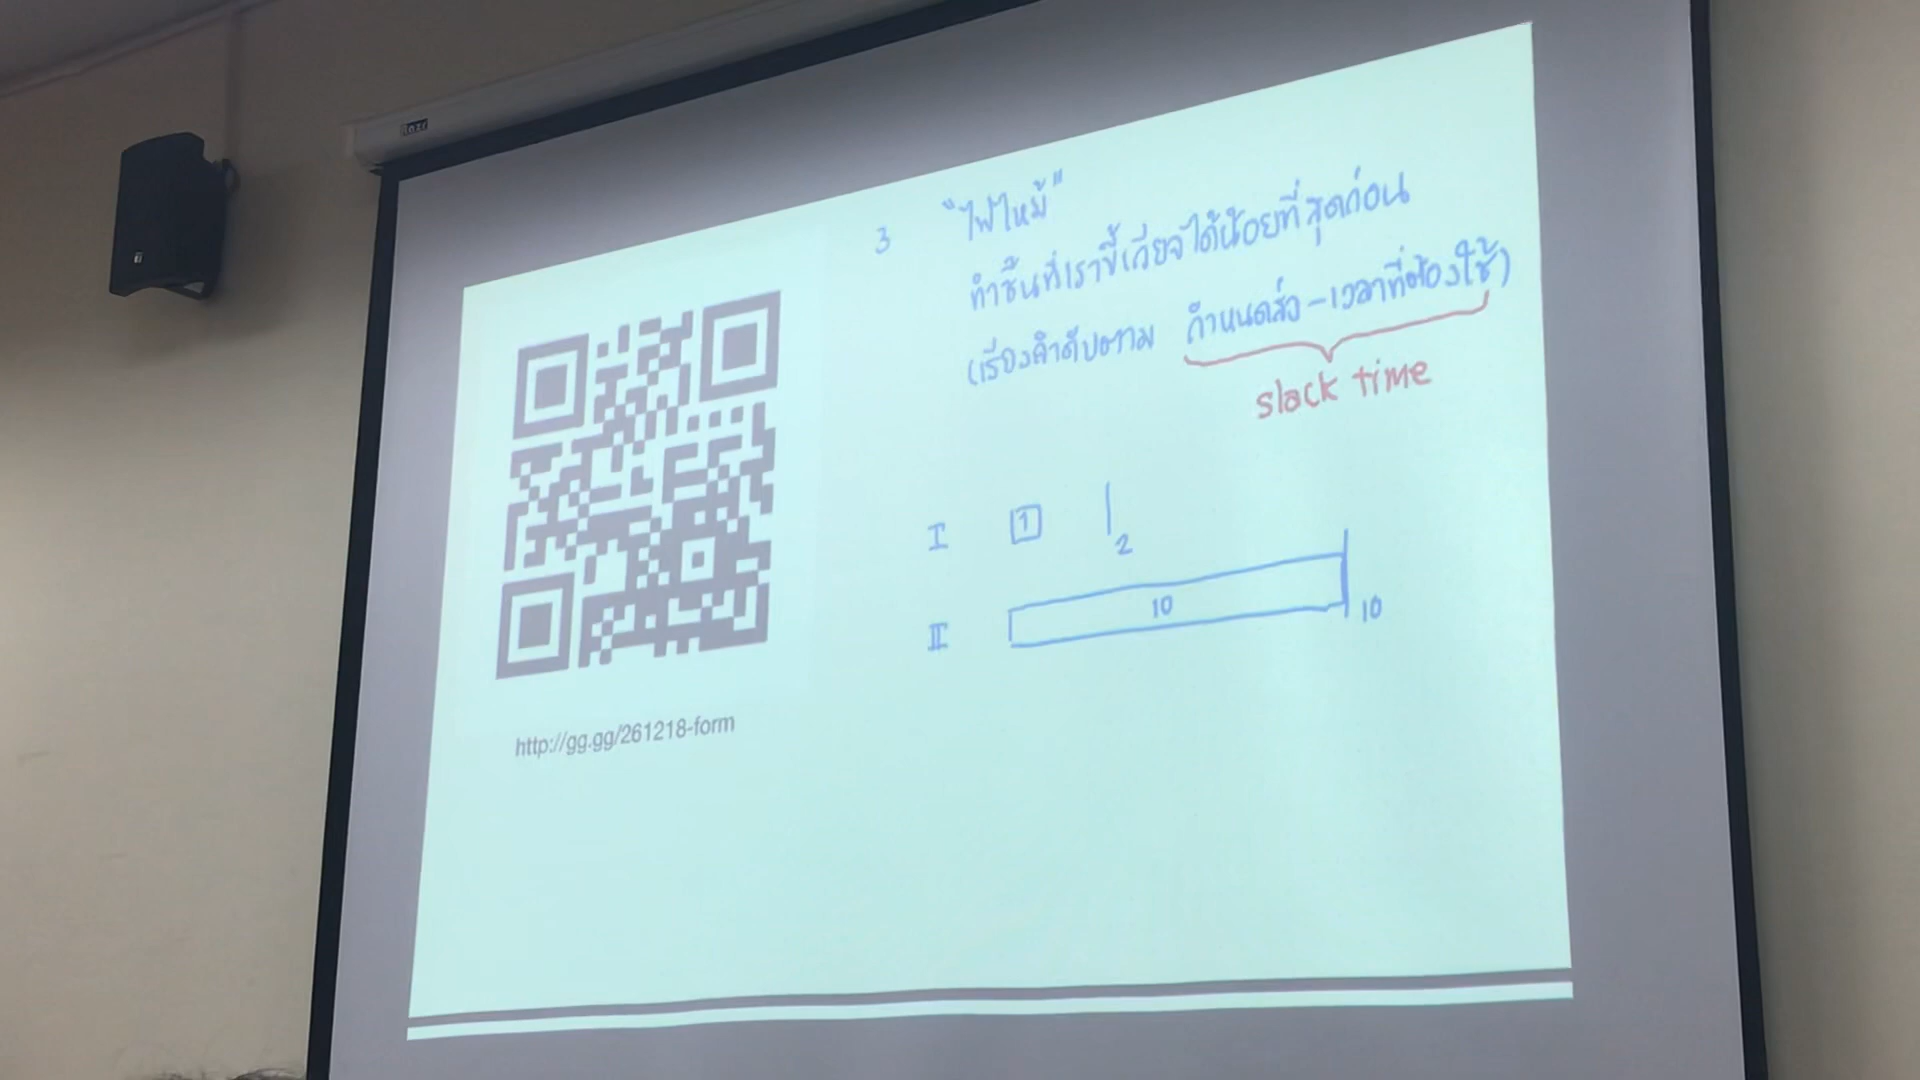 3 "ไฟไหม้"
ทำชิ้นที่เราขี้เกียจได้น้อยที่สุดก่อน
(เรียงลำดับตาม กำหนดส่ง - เวลาที่ต้องใช้)
slack time
I 1 2
II 10 10
http://gg.gg/261218-form